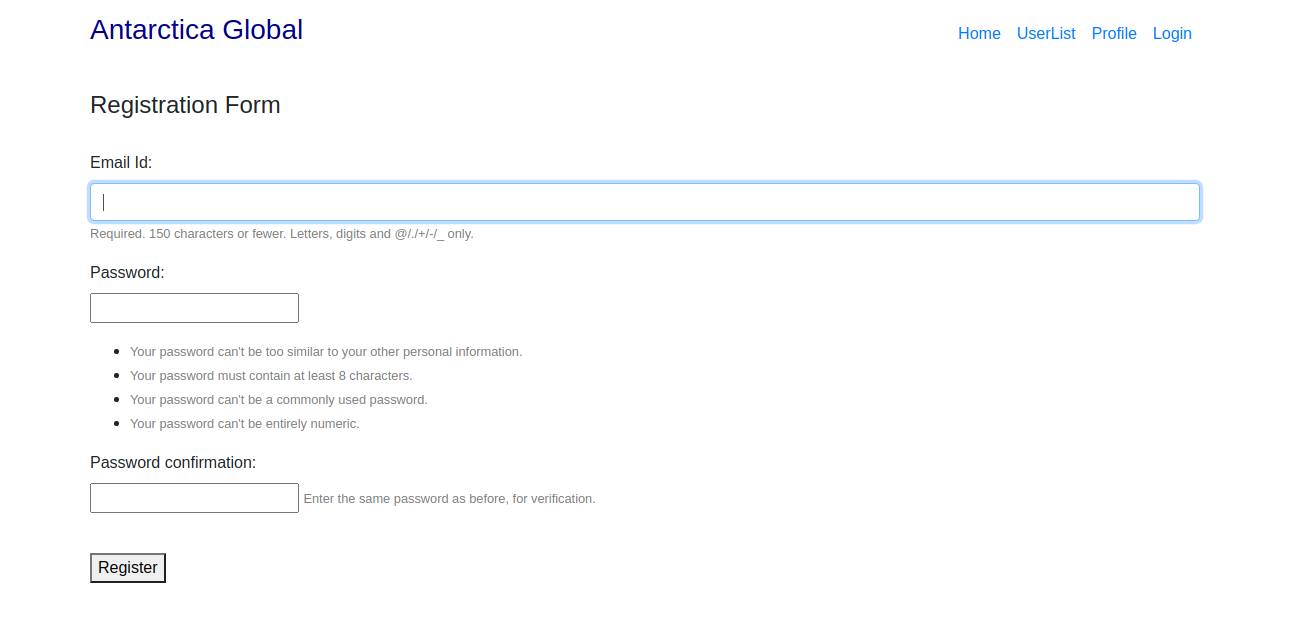 Antarctica Global
Home UserList Profile Login
Registration Form
Email Id:
Required. 150 characters or fewer. Letters, digits and @/./+/-/_ only.
Password:
Your password can't be too similar to your other personal information.
Your password must contain at least 8 characters.
Your password can't be a commonly used password.
Your password can't be entirely numeric.
Password confirmation:
Enter the same password as before, for verification.
Register